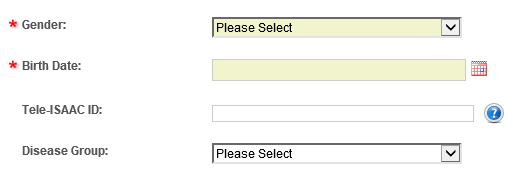 * Gender: Please Select
* Birth Date:
Tele-ISAAC ID: ?
Disease Group: Please Select